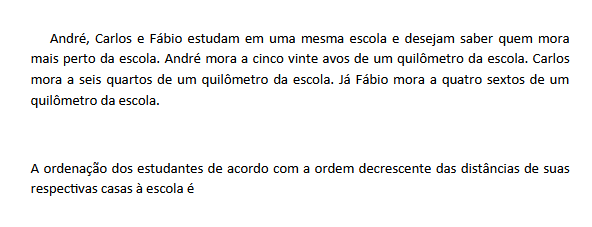 André, Carlos e Fábio estudam em uma mesma escola e desejam saber quem mora
mais perto da escola. André mora a cinco vinte avos de um quilômetro da escola. Carlos
mora a seis quartos de um quilômetro da escola. Já Fábio mora a quatro sextos de um
quilômetro da escola.
A ordenação dos estudantes de acordo com a ordem decrescente das distâncias de suas
respectivas casas à escola é